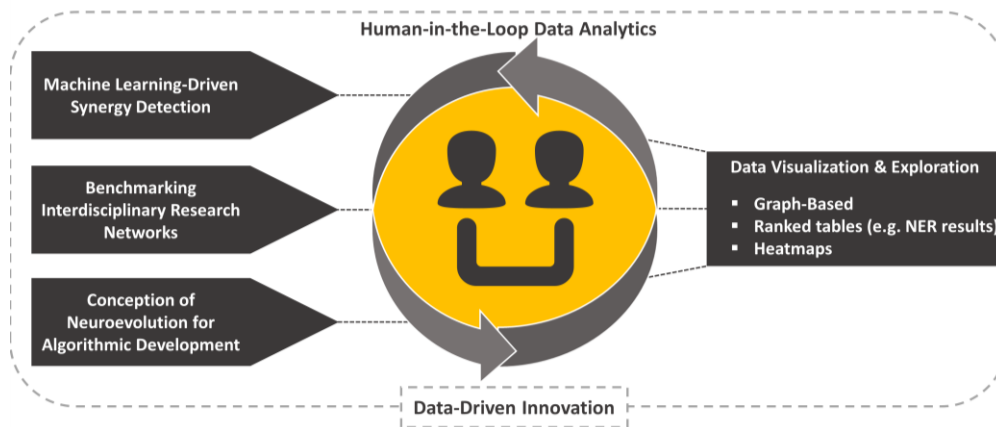 Human-in-the-Loop Data Analytics
Machine Learning-Driven
Synergy Detection
Benchmarking
Interdisciplinary Research
Networks
Conception of
Neuroevolution for
Algorithmic Development
Data Visualization & Exploration
▪ Graph-Based
▪ Ranked tables (e.g. NER results)
▪ Heatmaps
Data-Driven Innovation